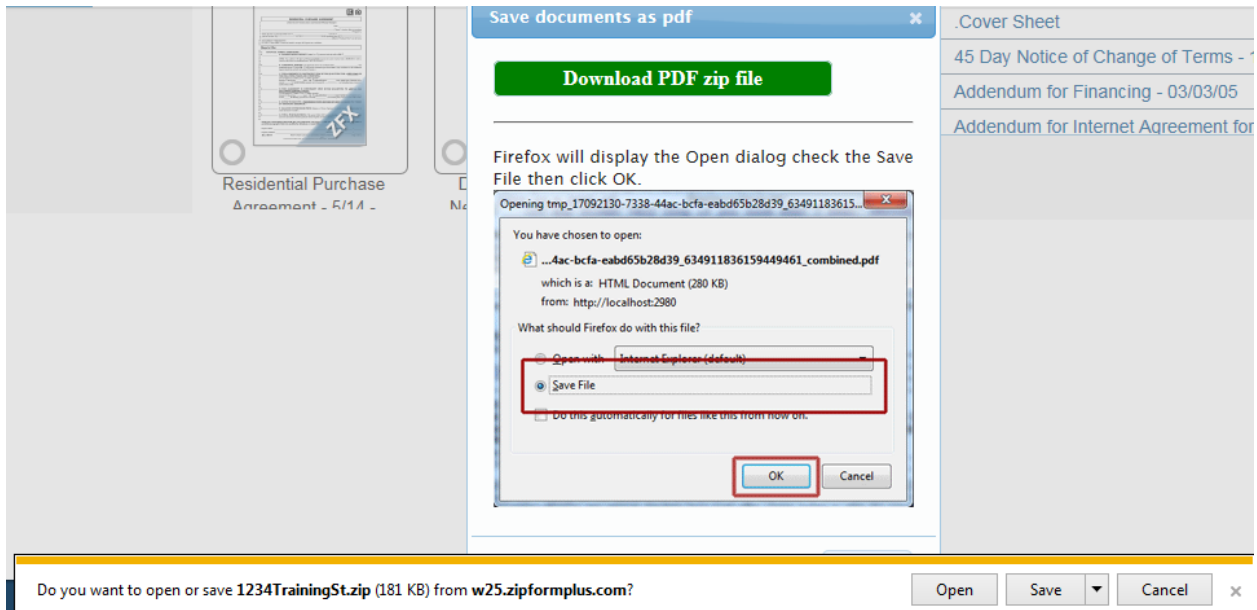 Save documents as pdf
Download PDF zip file
Firefox will display the Open dialog check the Save
File then click OK.
Opening tmp_17092130-7338-44ac-bcfa-eabd65b28d39_63491183615...
You have chosen to open:
...4ac-bcfa-eabd65b28d39_634911836159449461_combined.pdf
which is a: HTML Document (280 KB)
from: http://localhost:2980
What should Firefox do with this file?
Open with Internet Explorer (default)
Save File
Do this automatically for files like this from now on.
OK Cancel
ZFX
Residential Purchase
Agreement - 5/14 -
.Cover Sheet
45 Day Notice of Change of Terms - 1
Addendum for Financing - 03/03/05
Addendum for Internet Agreement for
Do you want to open or save 1234TrainingSt.zip (181 KB) from w25.zipformplus.com?
Open Save Cancel